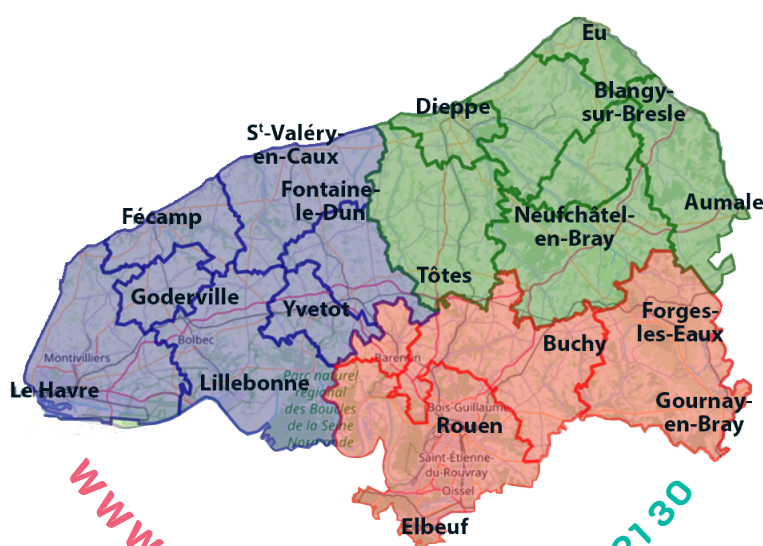 Eu
Blangy-
sur-Bresle
Dieppe
St-Valéry-
en-Caux
Fontaine-
le-Dun
Aumale
Fécamp
Neufchâtel-
en-Bray
Tôtes
Goderville
Yvetot
Forges-
les-Eaux
Bolbec
Buchy
Montivilliers
Barentin
Le Havre
Lillebonne
Parc naturel
régional
des Boucles
de la Seine
Normande
Gournay-
en-Bray
Bois-Guillaume
Rouen
Saint-Étienne-
du-Rouvray
Oissel
Elbeuf
www
21 30